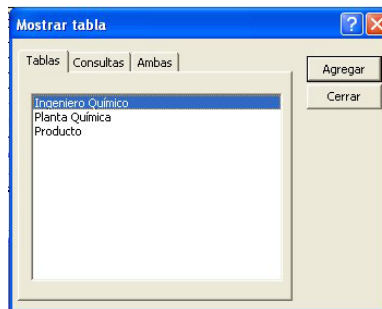 Mostrar tabla
Tablas Consultas Ambas
Agregar
Cerrar
Ingeniero Químico
Planta Química
Producto